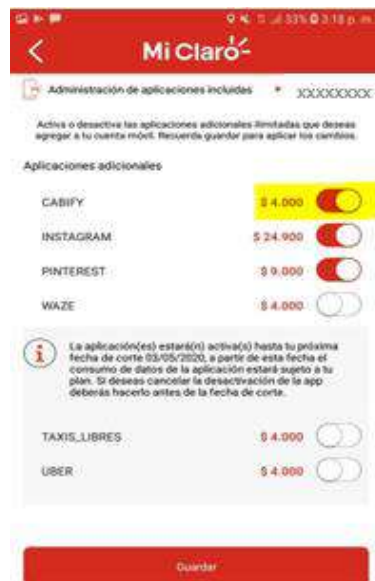 33% 3:18 p. m.
Mi Claro
Administración de aplicaciones incluidas XXXXXXXX
Activa o desactiva las aplicaciones adicionales ilimitadas que deseas
agregar a tu cuenta móvil. Recuerda guardar para aplicar los cambios.
Aplicaciones adicionales
CABIFY $ 4.000
INSTAGRAM $ 24.900
PINTEREST $ 9.000
WAZE $ 4.000
La aplicación(es) estará(n) activa(s) hasta tu próxima
fecha de corte 03/05/2020, a partir de esta fecha el
consumo de datos de la aplicación estará sujeto a tu
plan. Si deseas cancelar la desactivación de la app
deberás hacerlo antes de la fecha de corte.
TAXIS_LIBRES $ 4.000
UBER $ 4.000
Guardar